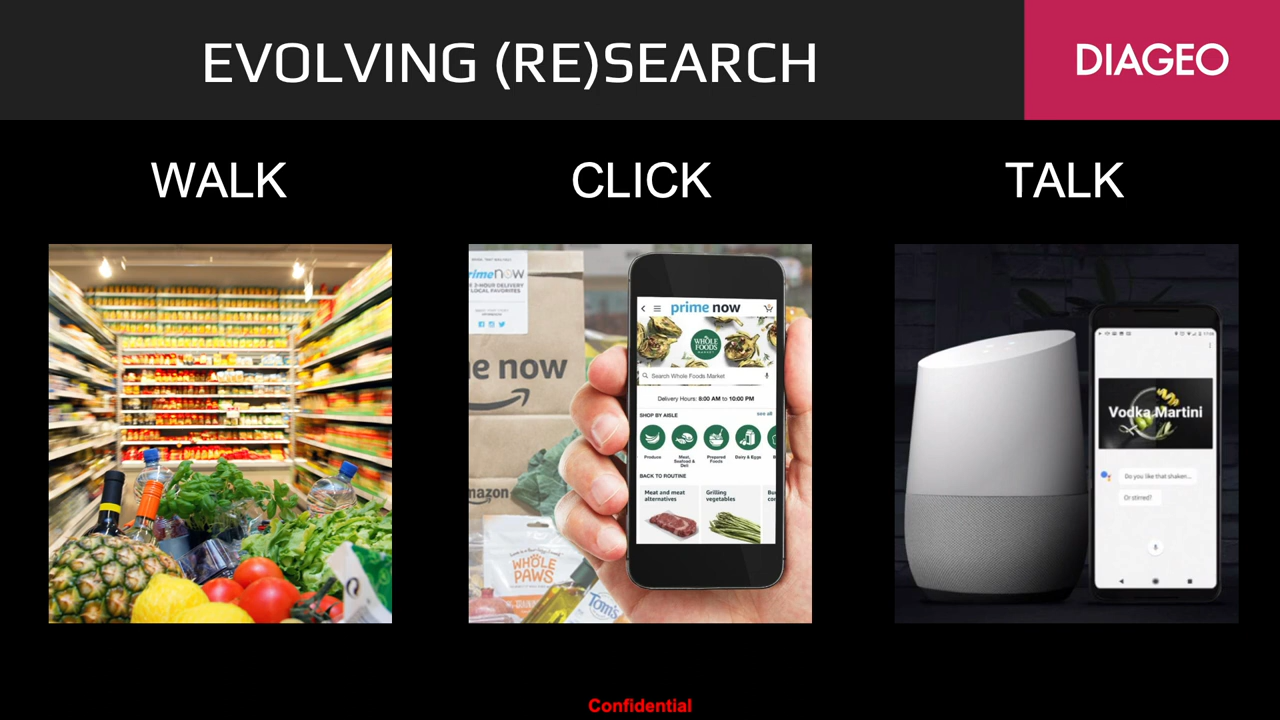 EVOLVING (RE)SEARCH
DIAGEO
WALK
CLICK
TALK
primenow
2-HOUR DELIVERY
LOCAL FAVORITES
e now
amazon
WHOLE
PAWS
Tom's
prime now
WHOLE
FOODS
MARKET
Search Whole Foods Market
Delivery Hours: 8:00 AM to 10:00 PM
SHOP BY AISLE
see all
Produce
Meat,
Seafood &
Deli
Prepared
Foods
Dairy & Eggs
BACK TO ROUTINE
Meat and meat
alternatives
Grilling
vegetables
Vodka Martini
Do you like that shaken...
Or stirred?
Confidential